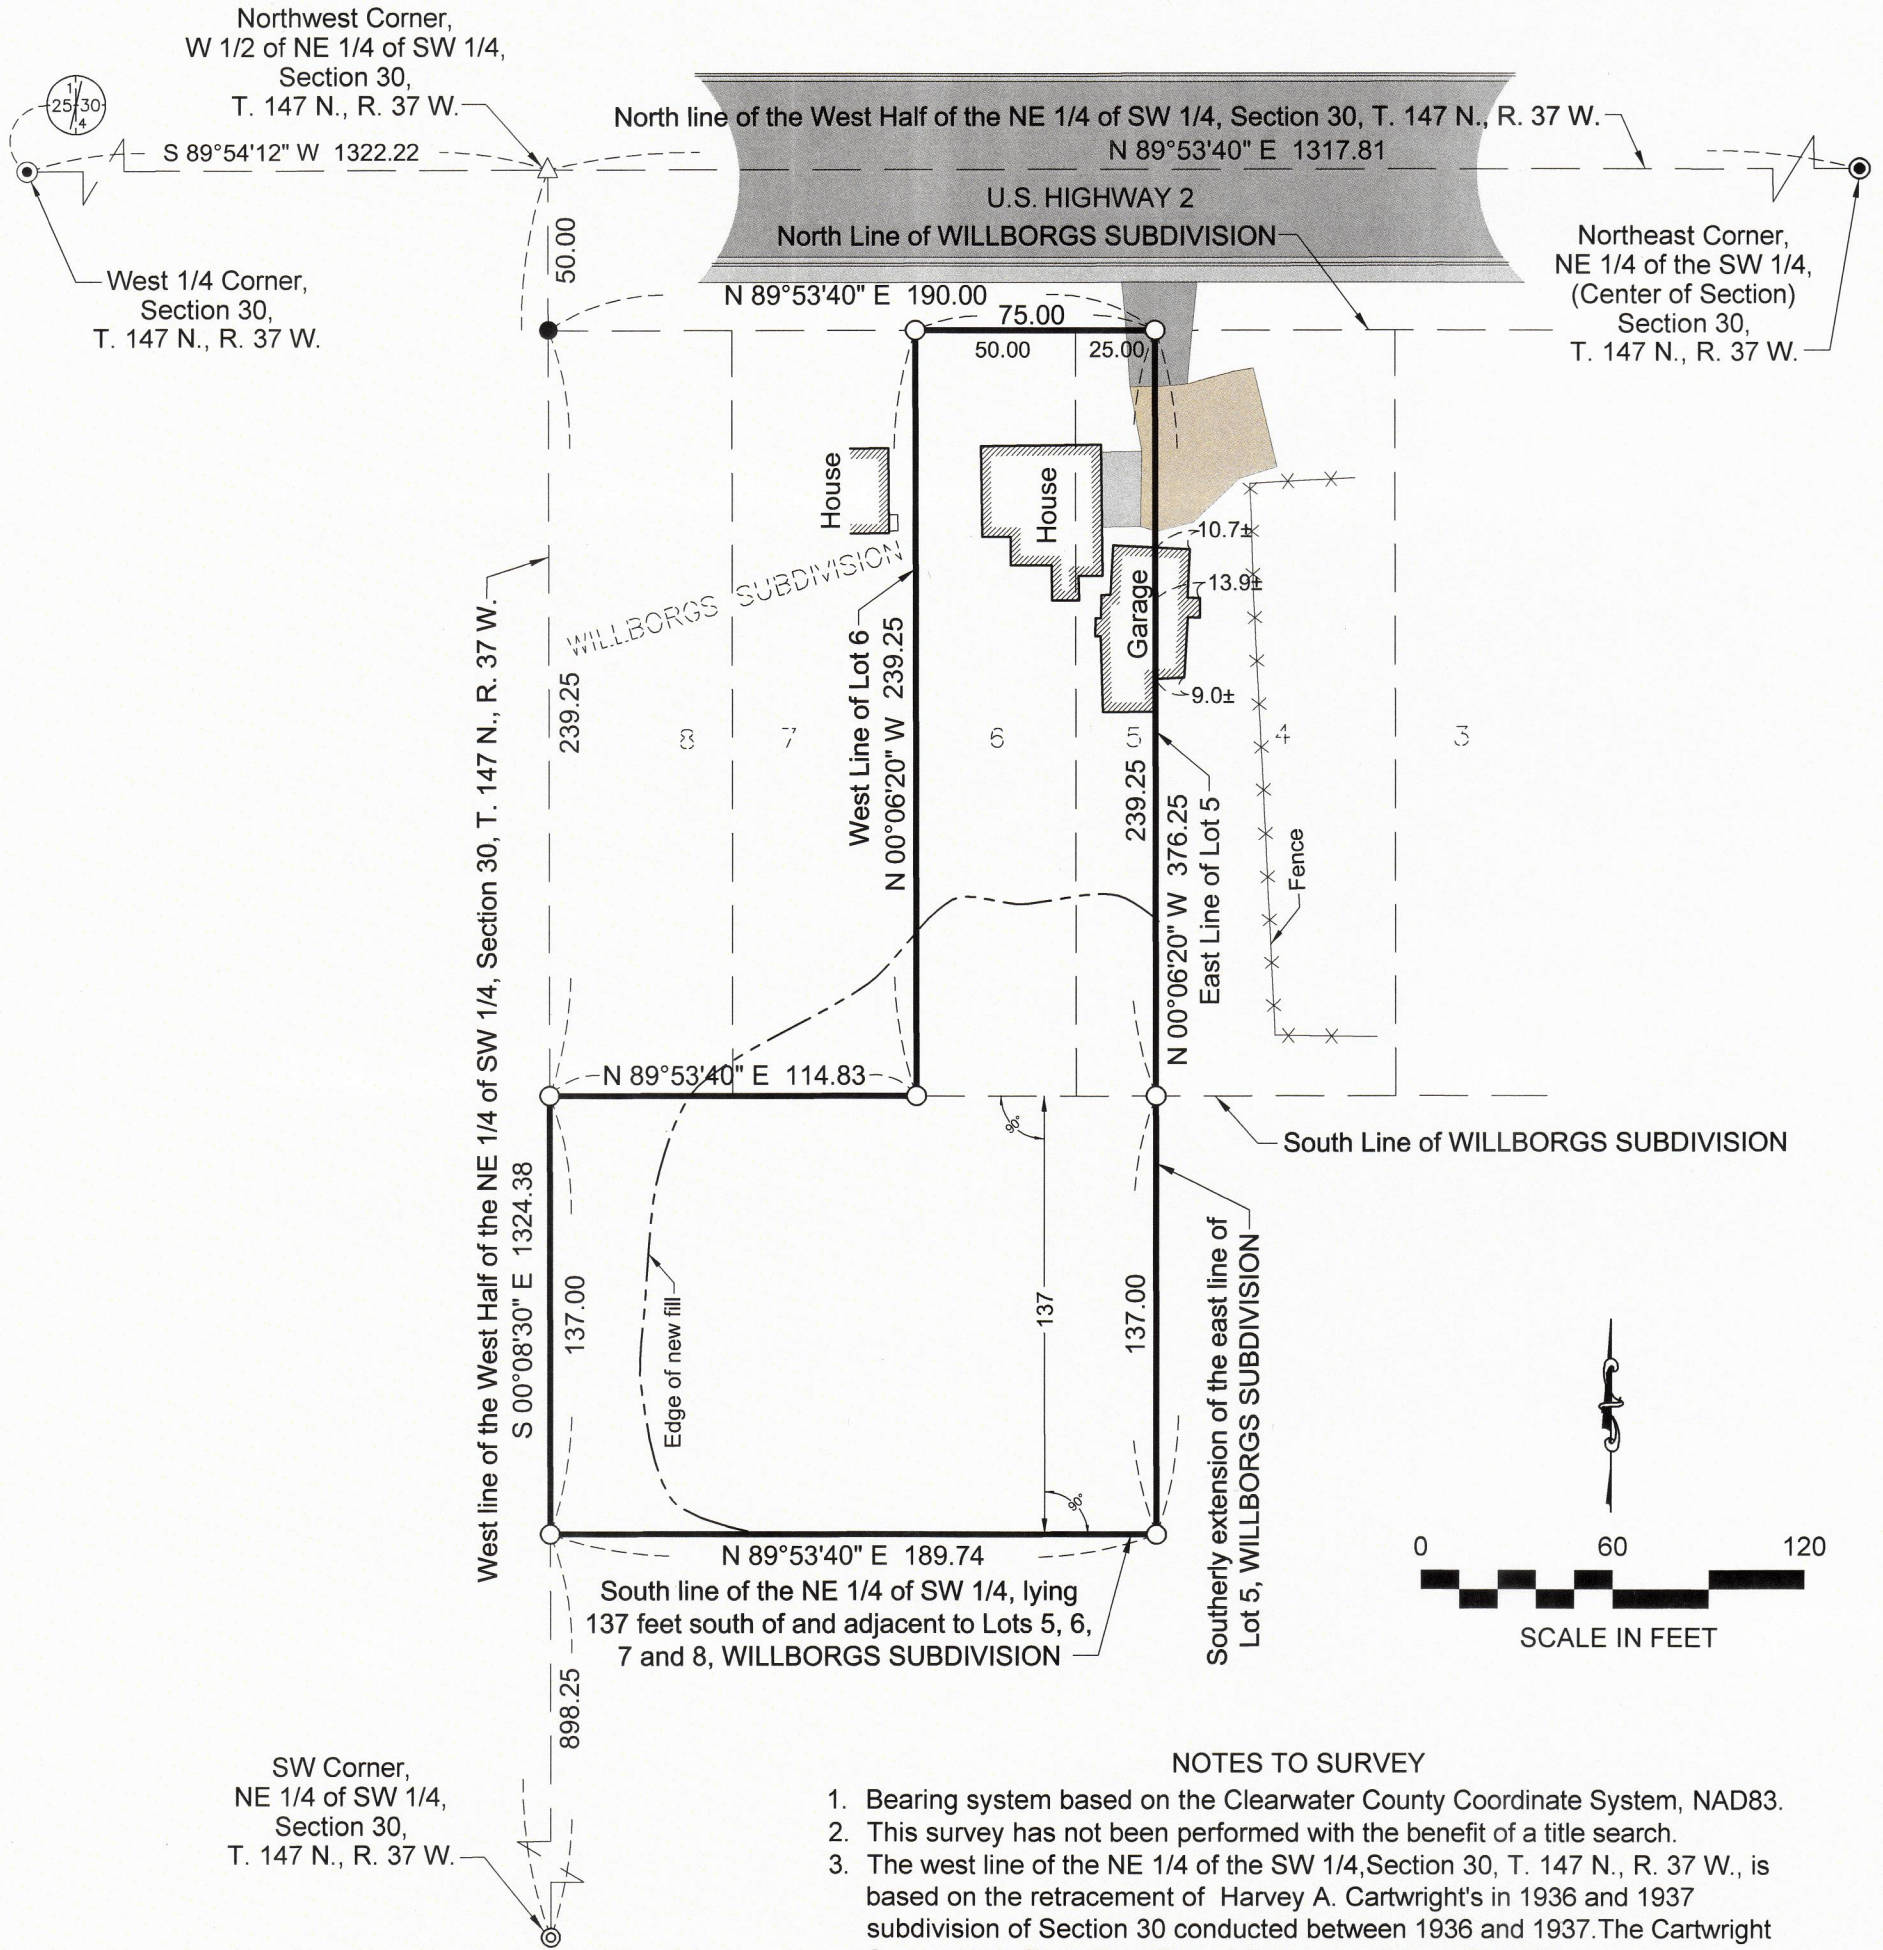 Northwest Corner,
W 1/2 of NE 1/4 of SW 1/4,
Section 30,
T. 147 N., R. 37 W.
1
25 30
4
S 89°54'12" W 1322.22
North line of the West Half of the NE 1/4 of SW 1/4, Section 30, T. 147 N., R. 37 W.
N 89°53'40" E 1317.81
U.S. HIGHWAY 2
North Line of WILLBORGS SUBDIVISION
West 1/4 Corner,
Section 30,
T. 147 N., R. 37 W.
50.00
Northeast Corner,
NE 1/4 of the SW 1/4,
(Center of Section)
Section 30,
T. 147 N., R. 37 W.
N 89°53'40" E 190.00
75.00
50.00
25.00
House
House
Garage
10.7±
13.9±
9.0±
WILLBORGS SUBDIVISION
West line of the West Half of the NE 1/4 of SW 1/4, Section 30, T. 147 N., R. 37 W.
S 00°08'30" E 1324.38
239.25
8
7
6
5
4
3
West Line of Lot 6
N 00°06'20" W 239.25
239.25
N 00°06'20" W 376.25
East Line of Lot 5
Fence
N 89°53'40" E 114.83
90°
South Line of WILLBORGS SUBDIVISION
137.00
Edge of new fill
137
137.00
Southerly extension of the east line of
Lot 5, WILLBORGS SUBDIVISION
90°
N 89°53'40" E 189.74
South line of the NE 1/4 of SW 1/4, lying
137 feet south of and adjacent to Lots 5, 6,
7 and 8, WILLBORGS SUBDIVISION
0 60 120
SCALE IN FEET
898.25
SW Corner,
NE 1/4 of SW 1/4,
Section 30,
T. 147 N., R. 37 W.
NOTES TO SURVEY
1. Bearing system based on the Clearwater County Coordinate System, NAD83.
2. This survey has not been performed with the benefit of a title search.
3. The west line of the NE 1/4 of the SW 1/4,Section 30, T. 147 N., R. 37 W., is
based on the retracement of Harvey A. Cartwright's in 1936 and 1937
subdivision of Section 30 conducted between 1936 and 1937.The Cartwright